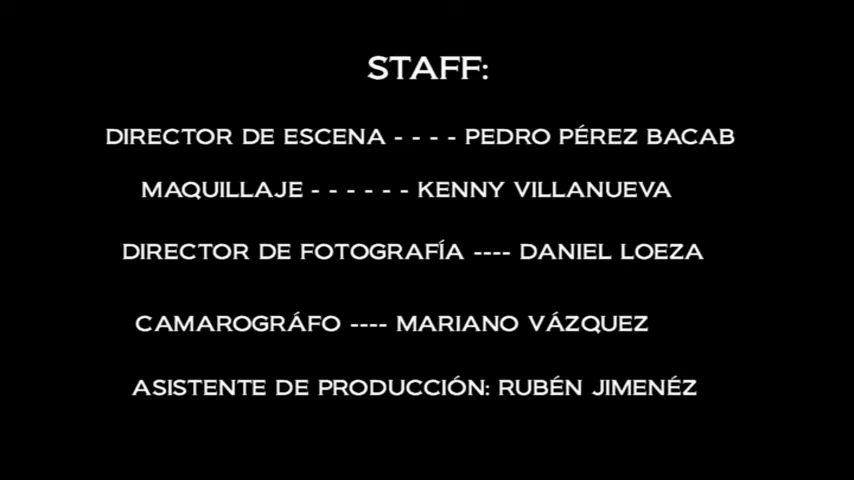 STAFF:
DIRECTOR DE ESCENA - - - - PEDRO PÉREZ BACAB
MAQUILLAJE - - - - - - KENNY VILLANUEVA
DIRECTOR DE FOTOGRAFÍA ---- DANIEL LOEZA
CAMAROGRÁFO ---- MARIANO VÁZQUEZ
ASISTENTE DE PRODUCCIÓN: RUBÉN JIMENÉZ